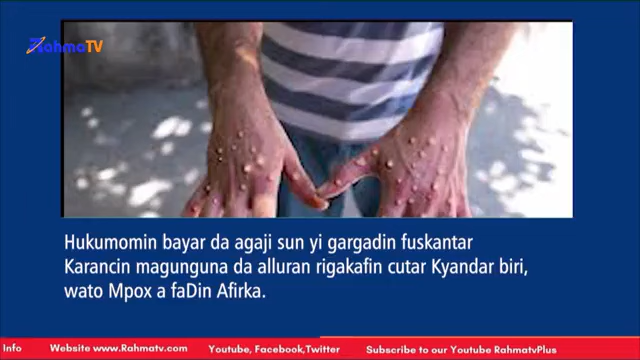 RahmaTV
Hukumomin bayar da agaji sun yi gargadin fuskantar
Karancin magunguna da alluran rigakafin cutar Kyandar biri,
wato Mpox a faDin Afirka.
Info Website www.Rahmatv.com Youtube, Facebook,Twitter Subscribe to our Youtube RahmatvPlus